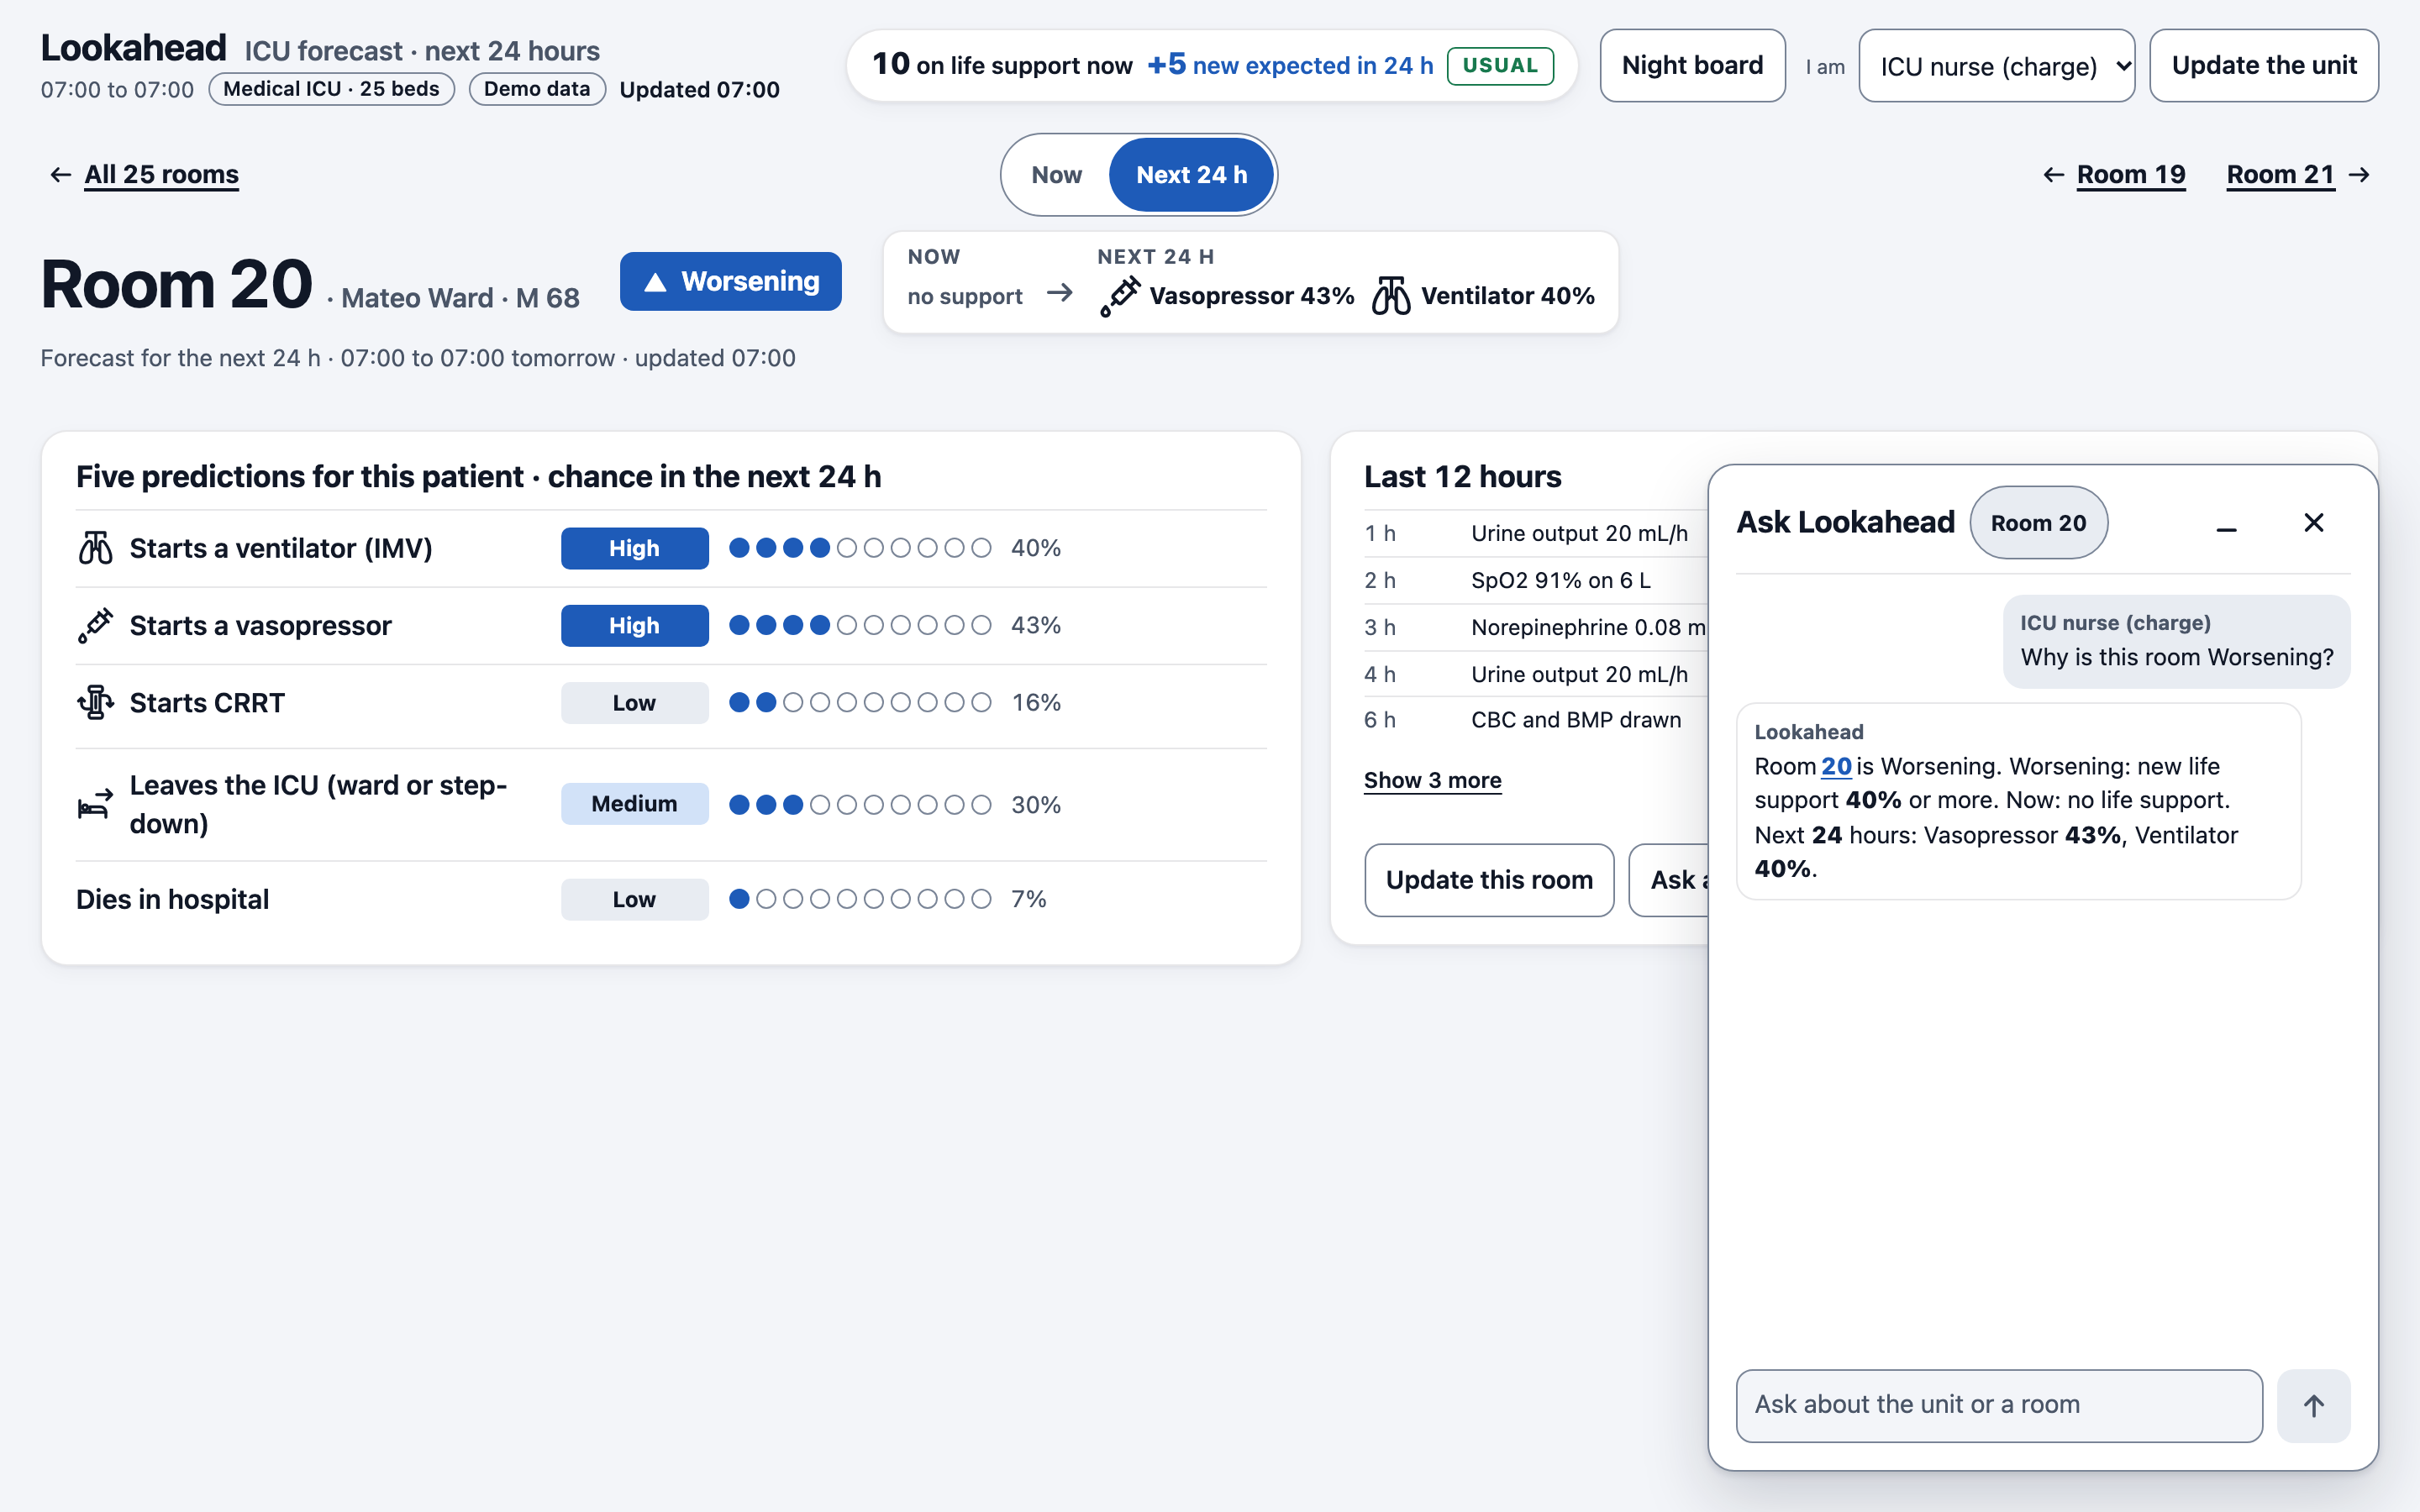 Lookahead ICU forecast · next 24 hours
07:00 to 07:00 Medical ICU · 25 beds Demo data Updated 07:00
10 on life support now +5 new expected in 24 h USUAL
Night board
I am ICU nurse (charge)
Update the unit
← All 25 rooms
Now Next 24 h
← Room 19 Room 21 →
Room 20 · Mateo Ward · M 68
▲ Worsening
NOW
no support →
NEXT 24 H
Vasopressor 43% Ventilator 40%
Forecast for the next 24 h · 07:00 to 07:00 tomorrow · updated 07:00
Five predictions for this patient · chance in the next 24 h
Starts a ventilator (IMV) High 40%
Starts a vasopressor High 43%
Starts CRRT Low 16%
Leaves the ICU (ward or step-
down) Medium 30%
Dies in hospital Low 7%
Last 12 hours
1 h Urine output 20 mL/h
2 h SpO2 91% on 6 L
3 h Norepinephrine 0.08 m
4 h Urine output 20 mL/h
6 h CBC and BMP drawn
Show 3 more
Update this room
Ask
Ask Lookahead Room 20
ICU nurse (charge)
Why is this room Worsening?
Lookahead
Room 20 is Worsening. Worsening: new life
support 40% or more. Now: no life support.
Next 24 hours: Vasopressor 43%, Ventilator
40%.
Ask about the unit or a room